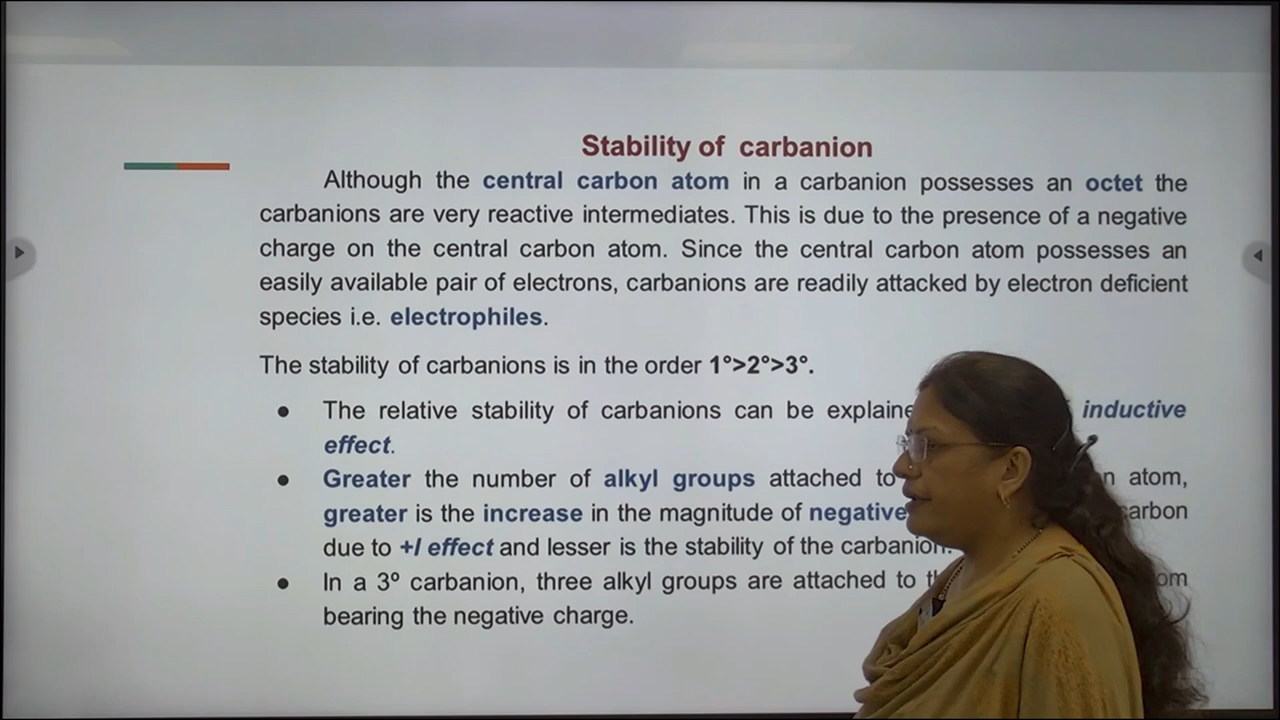 Stability of carbanion
Although the central carbon atom in a carbanion possesses an octet the
carbanions are very reactive intermediates. This is due to the presence of a negative
charge on the central carbon atom. Since the central carbon atom possesses an
easily available pair of electrons, carbanions are readily attacked by electron deficient
species i.e. electrophiles.
The stability of carbanions is in the order 1°>2°>3°.
● The relative stability of carbanions can be inductive
effect.
● Greater the number of alkyl groups attached to atom,
greater is the increase in the magnitude of negative carbon
due to +I effect and lesser is the stability of the carbanion.
● In a 3º carbanion, three alkyl groups are attached to
bearing the negative charge.